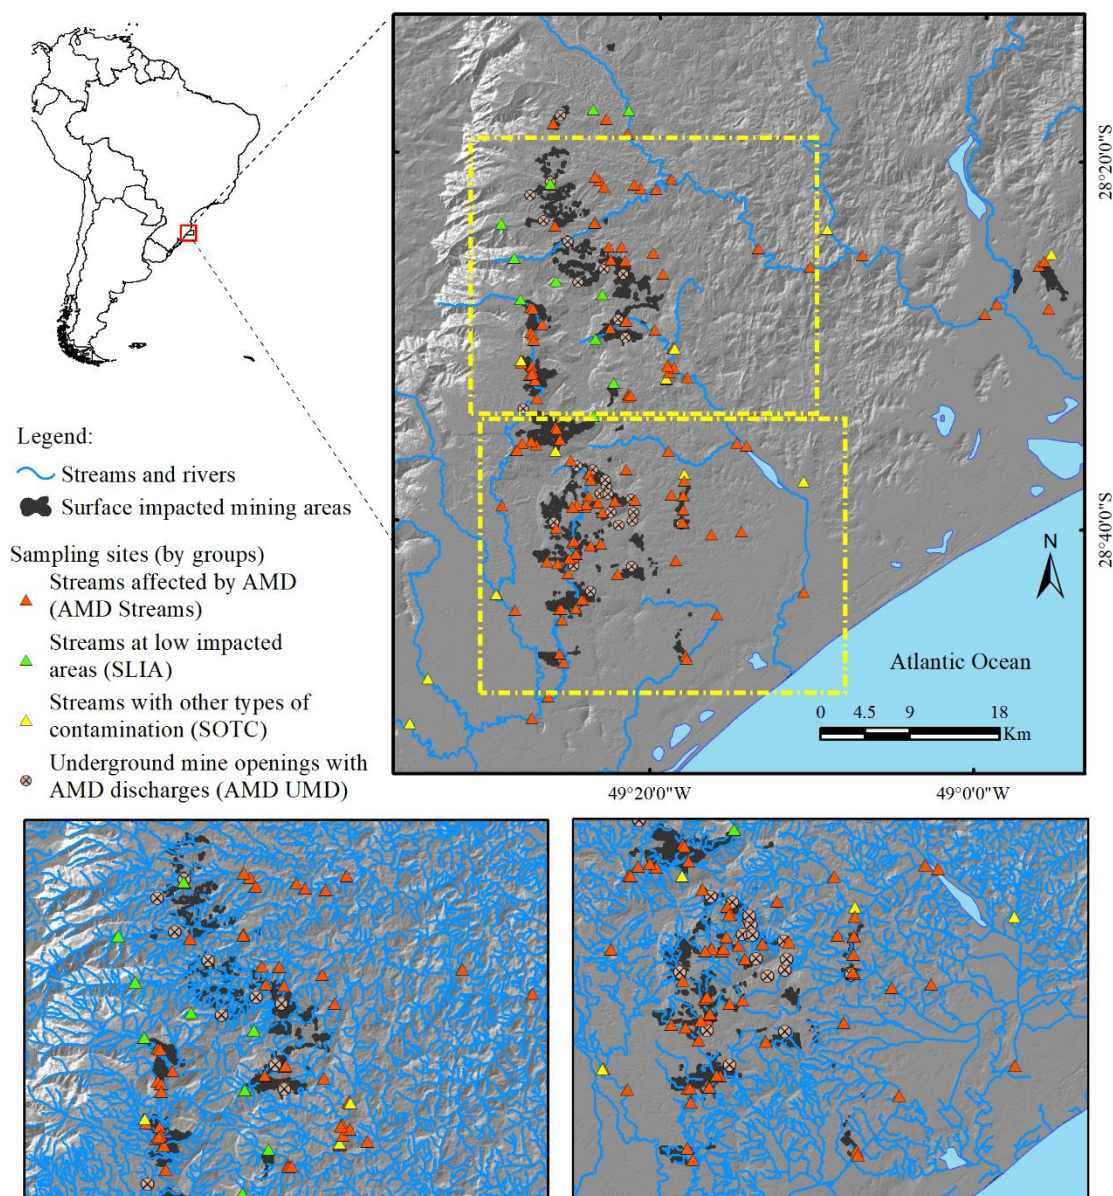 28°20'0"S
Legend:
Streams and rivers
Surface impacted mining areas
Sampling sites (by groups)
Streams affected by AMD
(AMD Streams)
Streams at low impacted
areas (SLIA)
Streams with other types of
contamination (SOTC)
Underground mine openings with
AMD discharges (AMD UMD)
28°40'0"S
N
Atlantic Ocean
0 4.5 9 18
Km
49°20'0"W
49°0'0"W